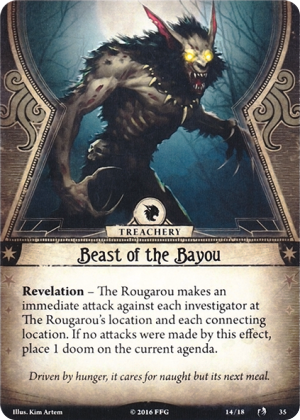 TREACHERY
Beast of the Bayou
Revelation – The Rougarou makes an
immediate attack against each investigator at
The Rougarou's location and each connecting
location. If no attacks were made by this effect,
place 1 doom on the current agenda.
Driven by hunger, it cares for naught but its next meal.
Illus. Kim Artem © 2016 FFG 14/18 35